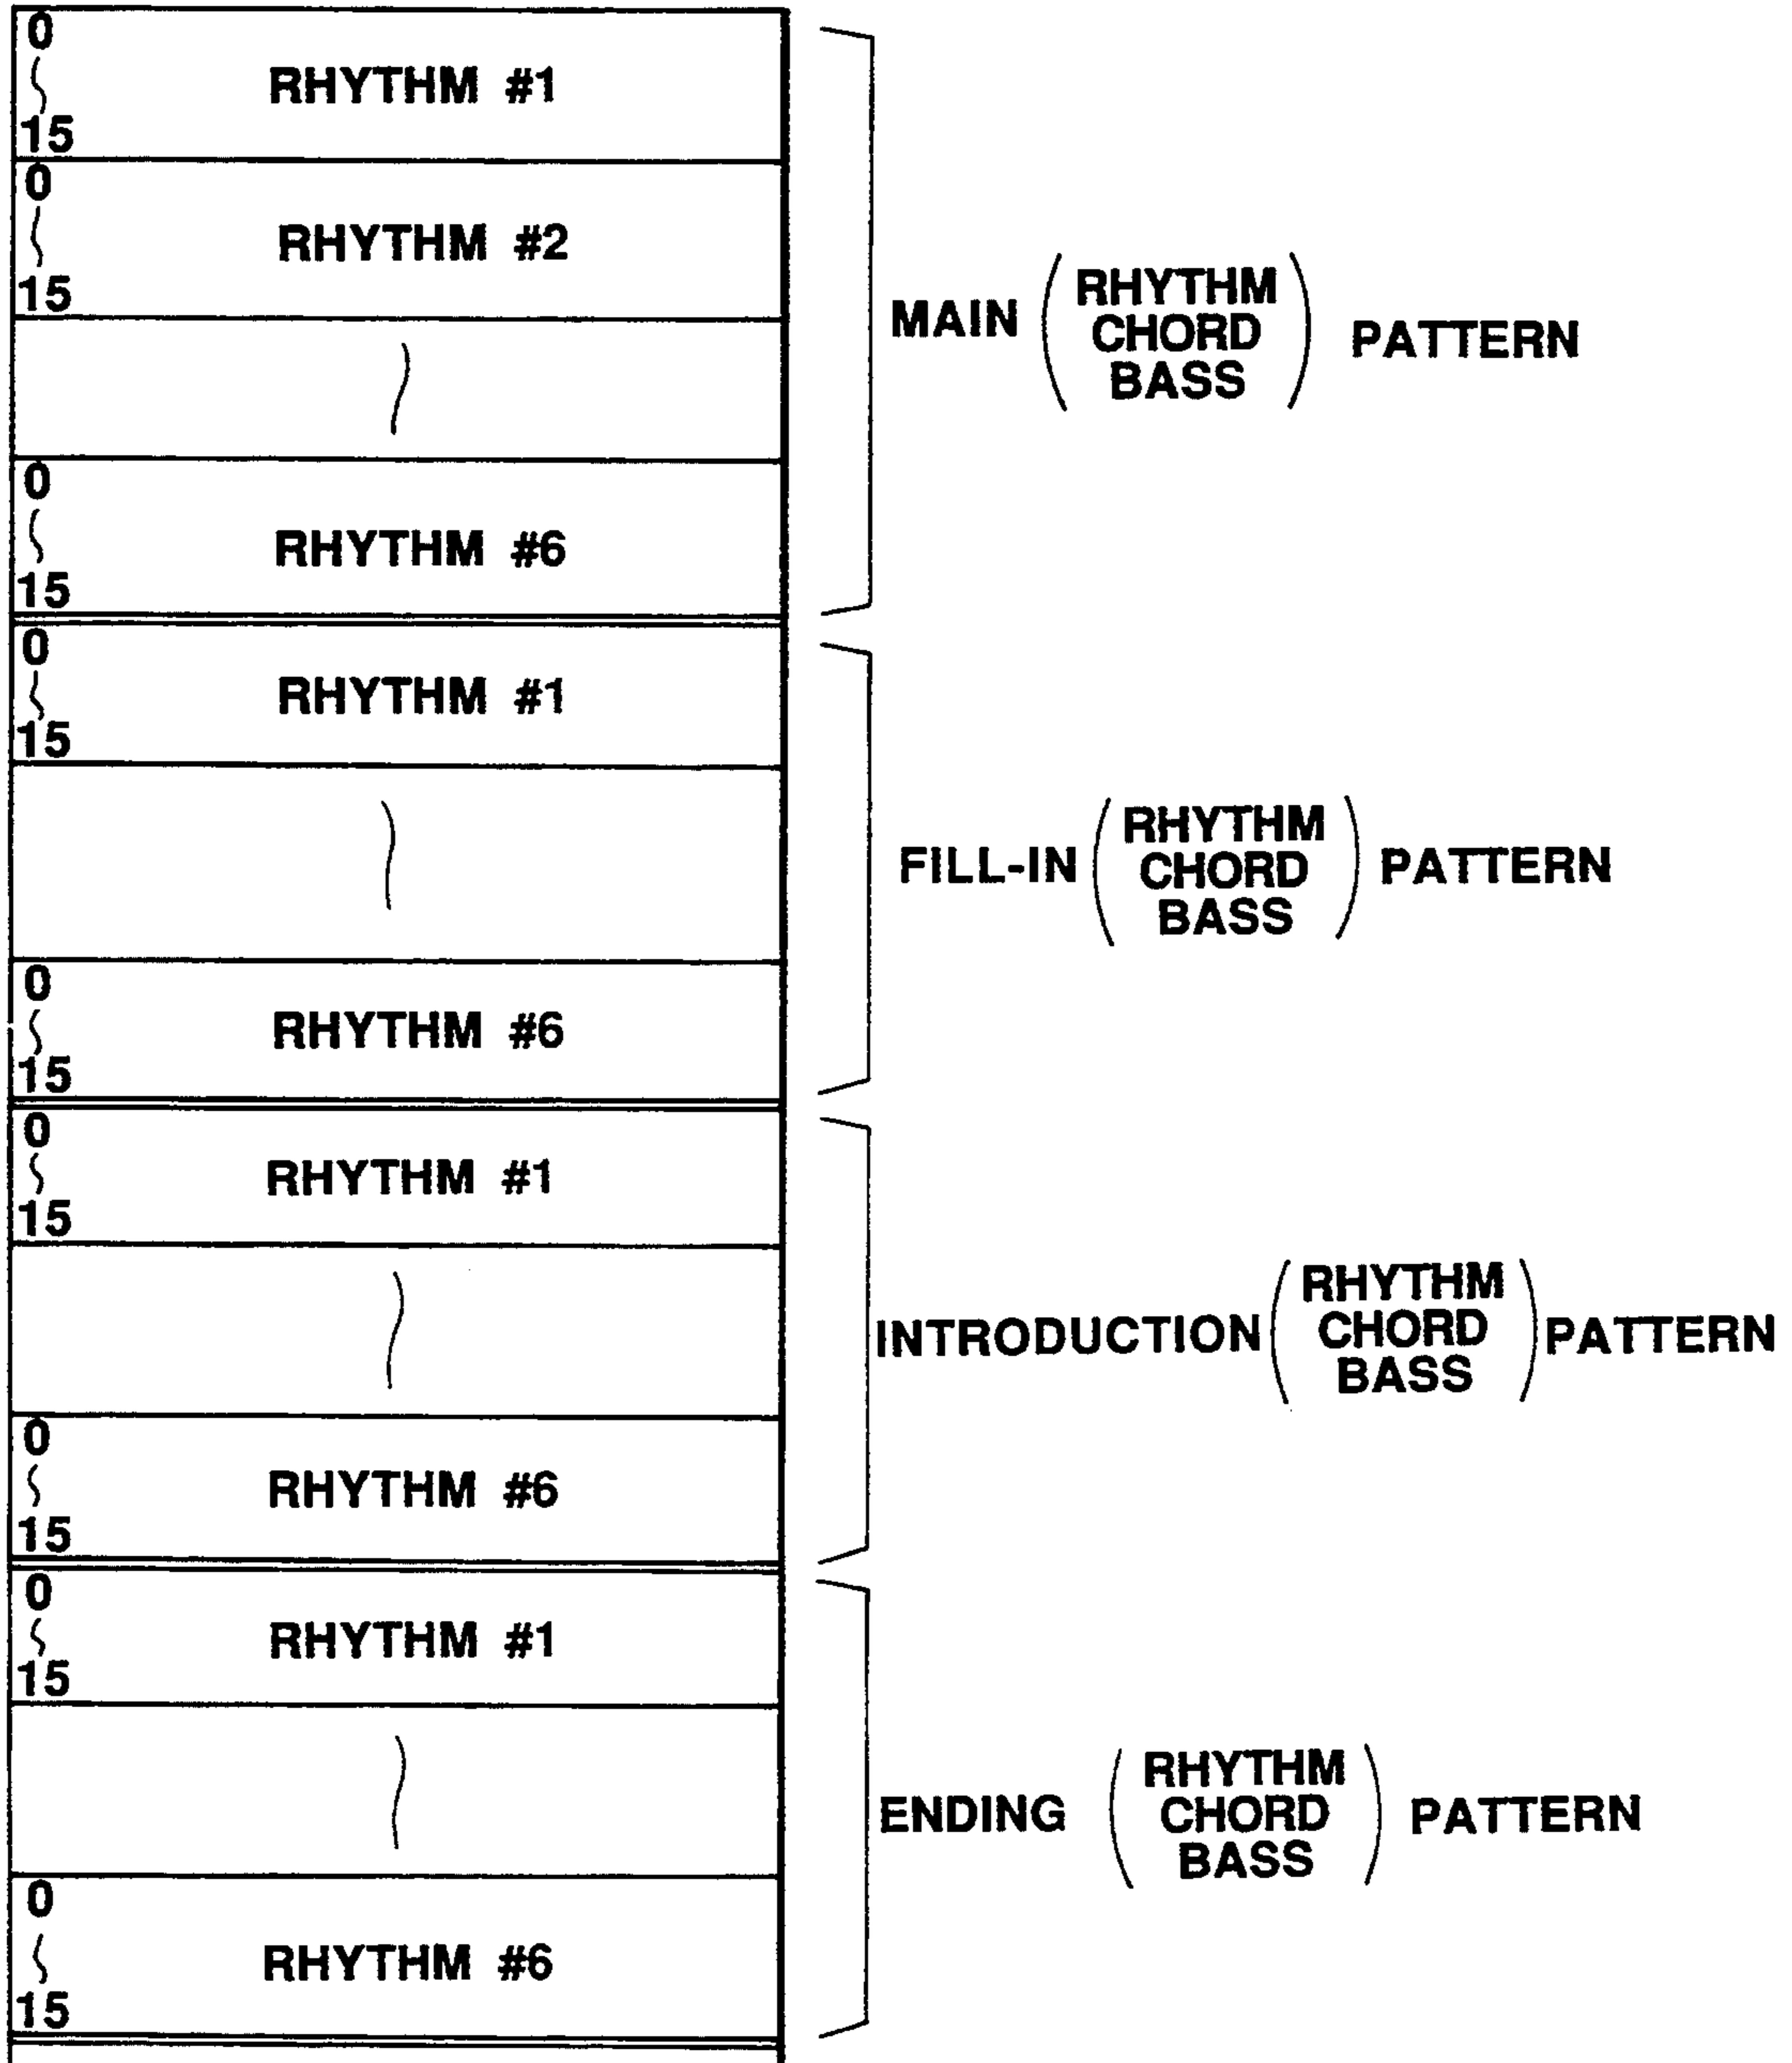 0
RHYTHM #1
15
0
RHYTHM #2
15
0
RHYTHM #6
15
MAIN ( RHYTHM CHORD BASS ) PATTERN
0
RHYTHM #1
15
0
RHYTHM #6
15
FILL-IN ( RHYTHM CHORD BASS ) PATTERN
0
RHYTHM #1
15
0
RHYTHM #6
15
INTRODUCTION ( RHYTHM CHORD BASS ) PATTERN
0
RHYTHM #1
15
0
RHYTHM #6
15
ENDING ( RHYTHM CHORD BASS ) PATTERN